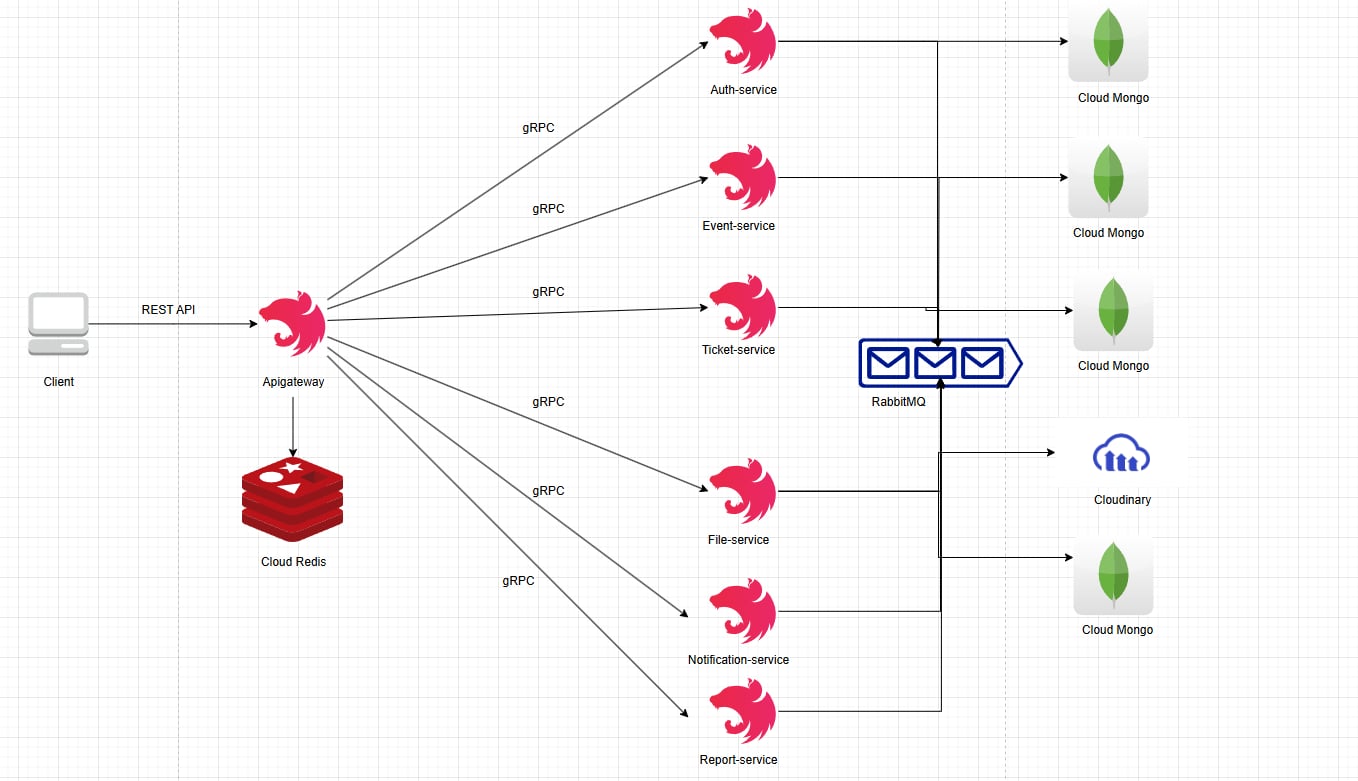 Auth-service
Cloud Mongo
gRPC
gRPC
Event-service
Cloud Mongo
gRPC
REST API
Ticket-service
Cloud Mongo
Client
Apigateway
gRPC
RabbitMQ
gRPC
Cloudinary
File-service
Cloud Redis
gRPC
Cloud Mongo
Notification-service
Report-service